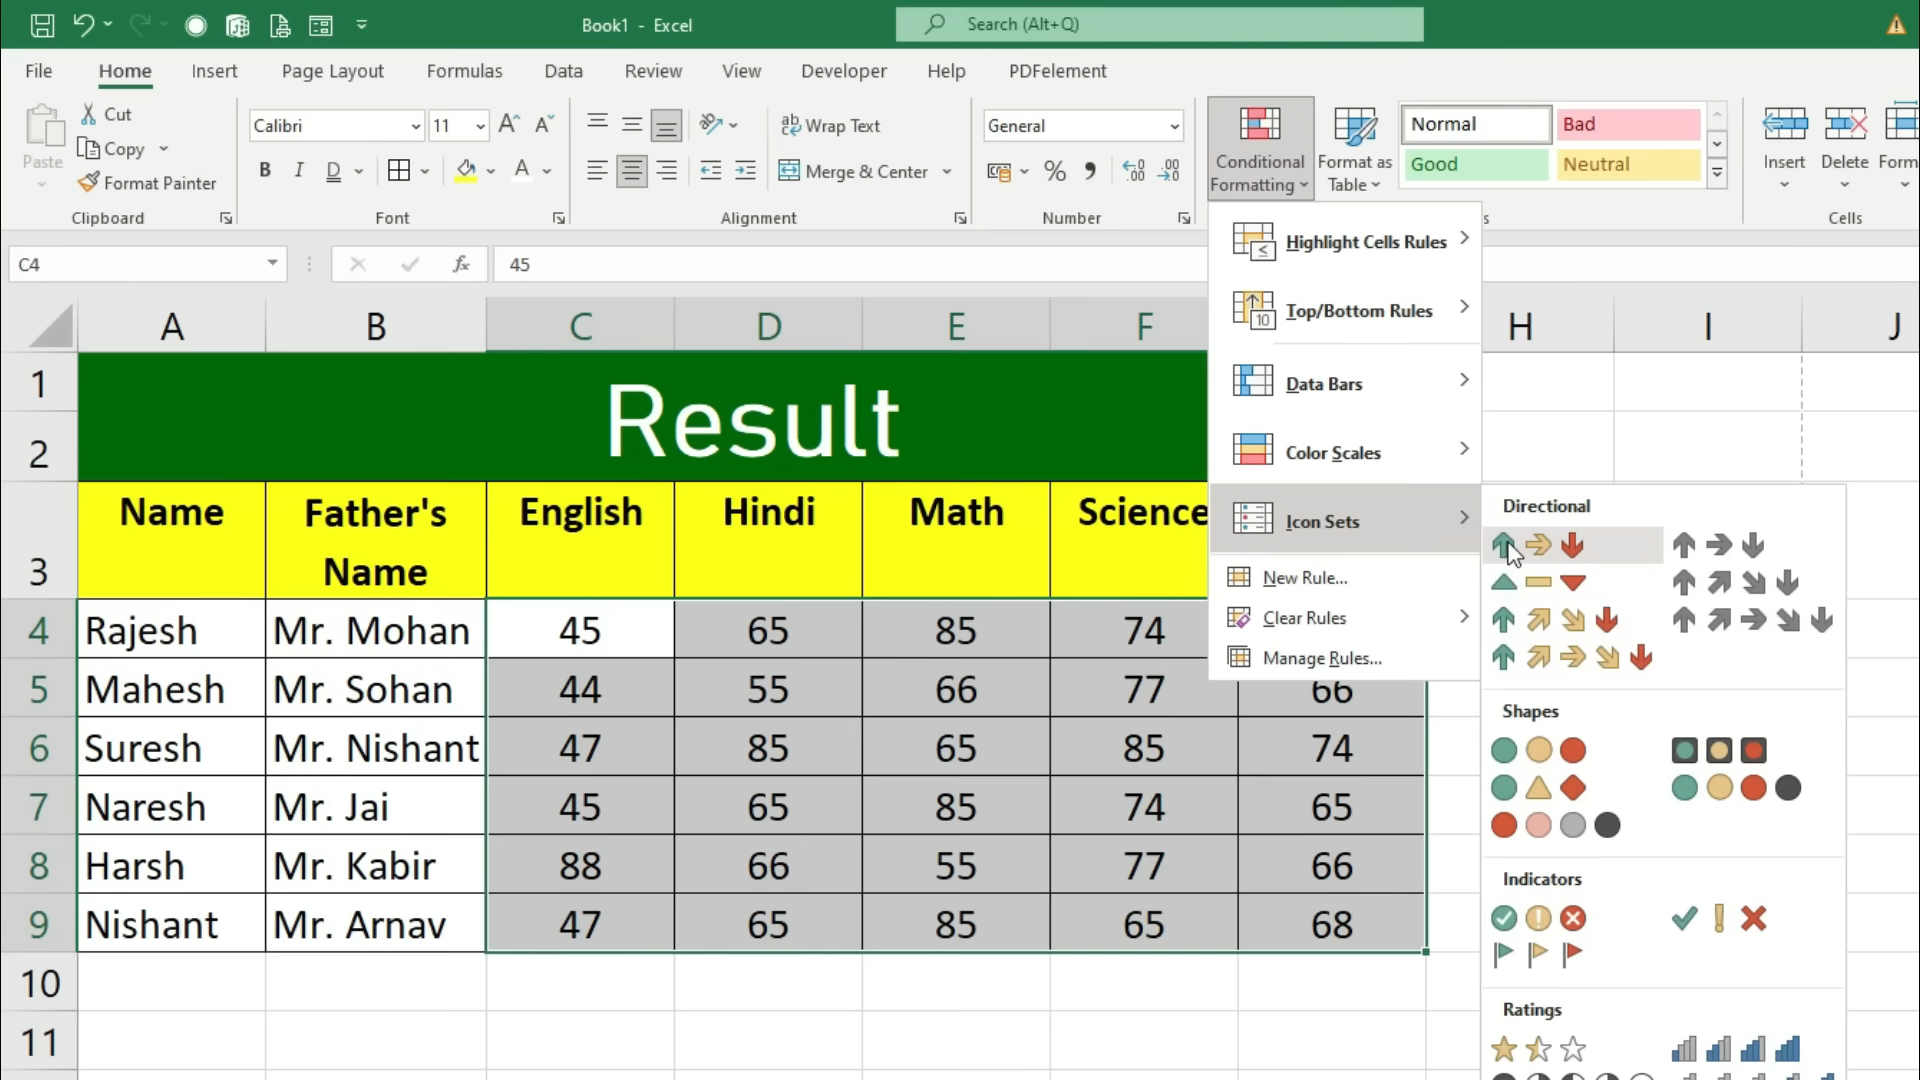 Book1 - Excel
Search (Alt+Q)
File Home Insert Page Layout Formulas Data Review View Developer Help PDFelement
Paste
Cut
Copy
Format Painter
Clipboard
Calibri 11
B I D A
Font
Wrap Text
Merge & Center
Alignment
General
% .00
Number
Conditional Formatting
Format as Table
Normal Bad
Good Neutral
Insert Delete Form
Cells
C4 fx 45
A B C D E F H I J
1 Result
2
3 Name Father's Name English Hindi Math Science
4 Rajesh Mr. Mohan 45 65 85 74
5 Mahesh Mr. Sohan 44 55 66 77 66
6 Suresh Mr. Nishant 47 85 65 85 74
7 Naresh Mr. Jai 45 65 85 74 65
8 Harsh Mr. Kabir 88 66 55 77 66
9 Nishant Mr. Arnav 47 65 85 65 68
10
11
Highlight Cells Rules
Top/Bottom Rules
Data Bars
Color Scales
Icon Sets
New Rule...
Clear Rules
Manage Rules...
Directional
Shapes
Indicators
Ratings